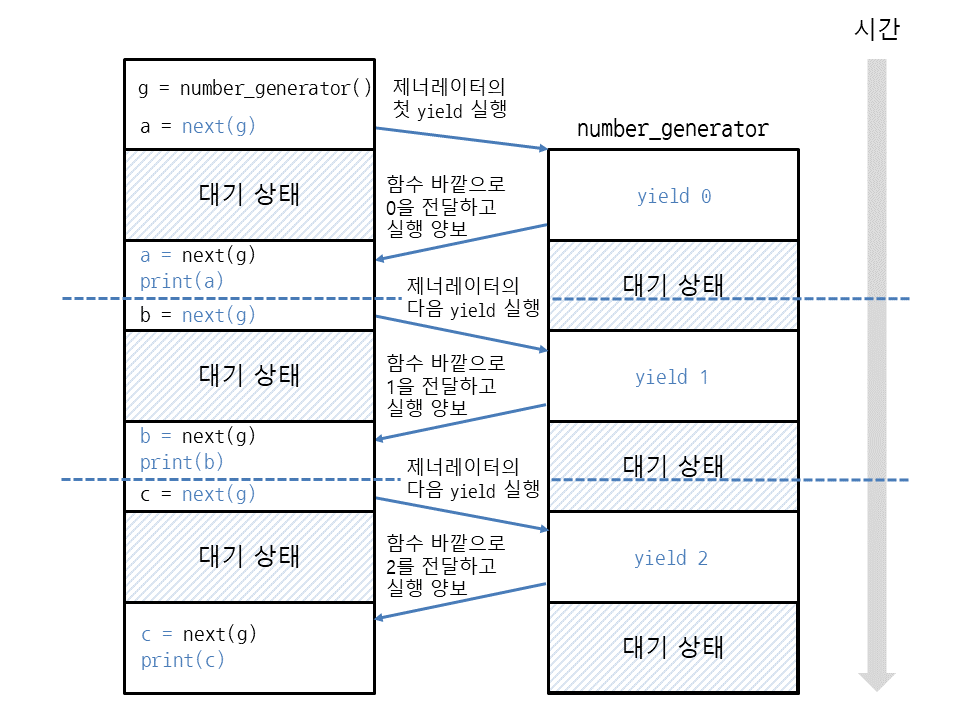 시간
g = number_generator()
a = next(g)
제너레이터의
첫 yield 실행
number_generator
대기 상태
함수 바깥으로
0을 전달하고
실행 양보
yield 0
a = next(g)
print(a)
대기 상태
b = next(g)
제너레이터의
다음 yield 실행
대기 상태
함수 바깥으로
1을 전달하고
실행 양보
yield 1
b = next(g)
print(b)
대기 상태
c = next(g)
제너레이터의
다음 yield 실행
대기 상태
함수 바깥으로
2를 전달하고
실행 양보
yield 2
c = next(g)
print(c)
대기 상태